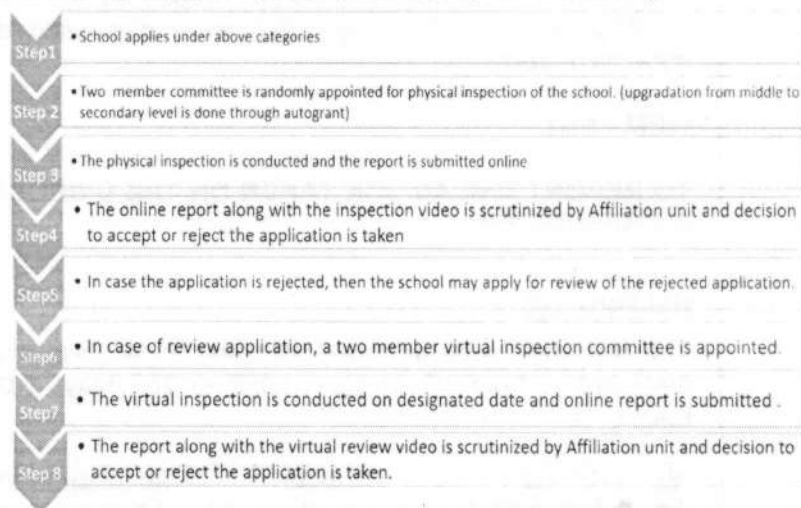 Step1
• School applies under above categories
Step 2
• Two member committee is randomly appointed for physical inspection of the school. (upgradation from middle to
secondary level is done through autogrant)
Step 3
• The physical inspection is conducted and the report is submitted online
Step4
• The online report along with the inspection video is scrutinized by Affiliation unit and decision
to accept or reject the application is taken
Step5
• In case the application is rejected, then the school may apply for review of the rejected application.
Step6
• In case of review application, a two member virtual inspection committee is appointed.
Step7
• The virtual inspection is conducted on designated date and online report is submitted .
Step 8
• The report along with the virtual review video is scrutinized by Affiliation unit and decision to
accept or reject the application is taken.